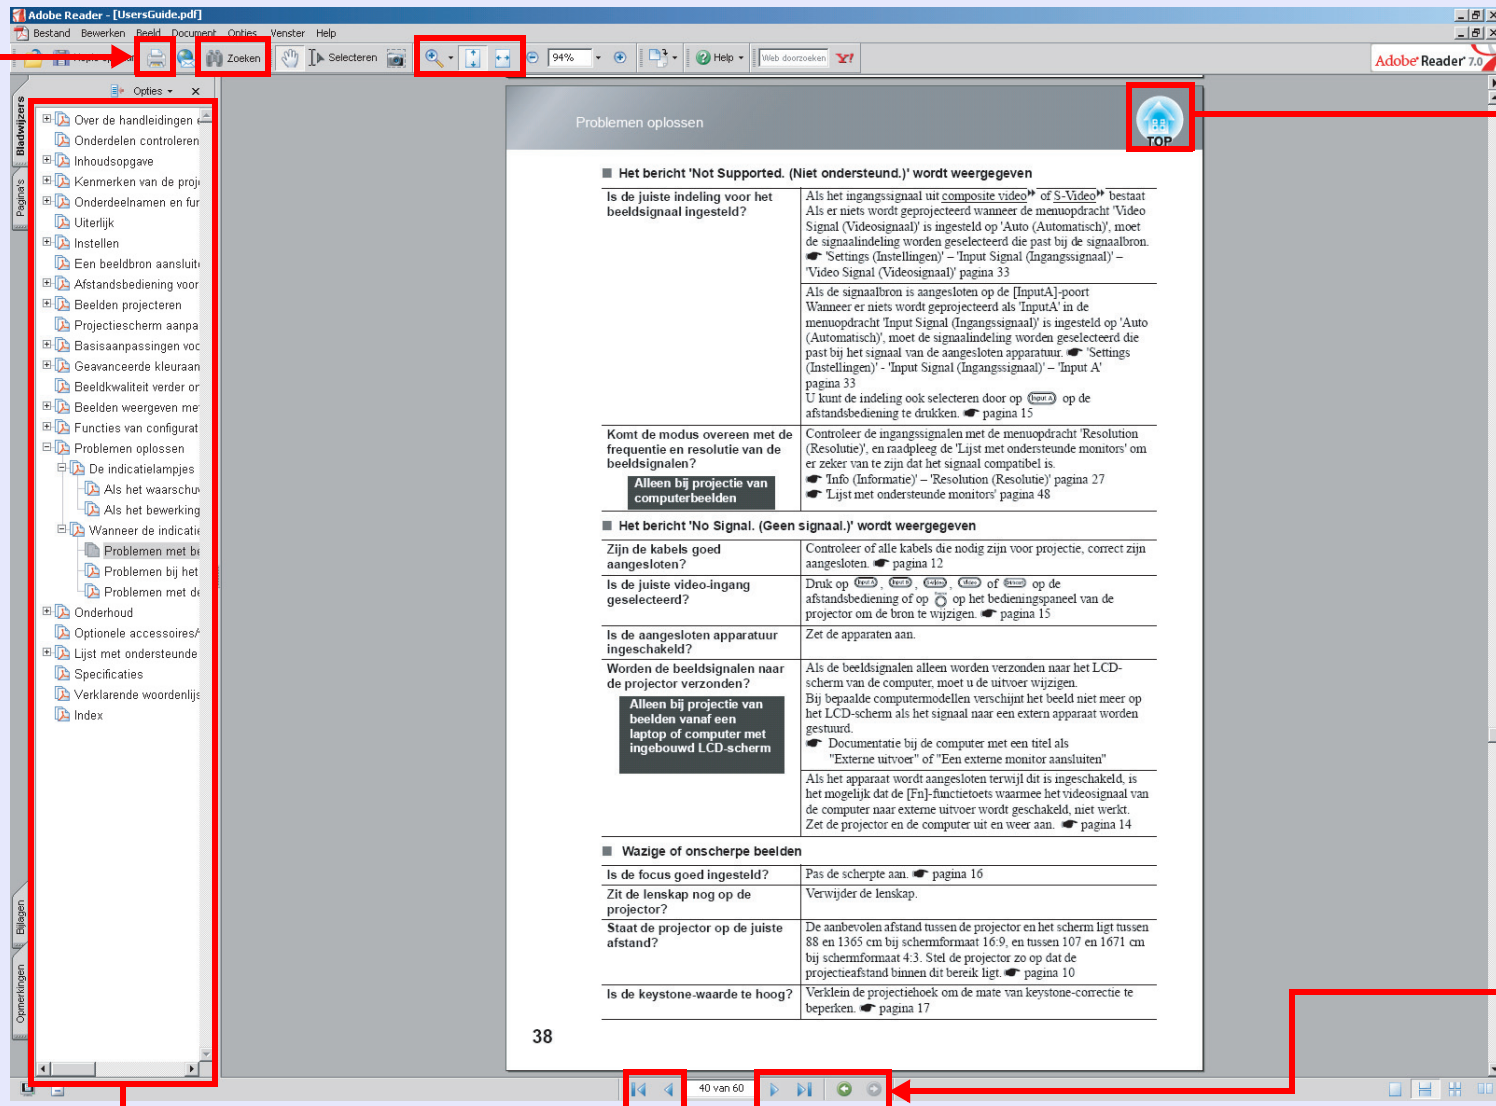 Adobe Reader - [UsersGuide.pdf]
Bestand Bewerken Beeld Document Opties Venster Help
Zoeken Selecteren 94% Help Web doorzoeken Y!
Adobe Reader 7.0
Opties x
Bladwijzers
Pagina's
Bijlagen
Opmerkingen
Over de handleidingen
Onderdelen controleren
Inhoudsopgave
Kenmerken van de proj
Onderdeelnamen en fur
Uiterlijk
Instellen
Een beeldbron aansluit
Afstandsbediening voor
Beelden projecteren
Projectiescherm aanpa
Basisaanpassingen voo
Geavanceerde kleuraan
Beeldkwaliteit verder or
Beelden weergeven me
Functies van configurat
Problemen oplossen
De indicatielampjes
Als het waarschuv
Als het bewerking
Wanneer de indicatie
Problemen met be
Problemen bij het
Problemen met de
Onderhoud
Optionele accessoires/
Lijst met ondersteunde
Specificaties
Verklarende woordenlijs
Index
Problemen oplossen
TOP
Het bericht 'Not Supported. (Niet ondersteund.)' wordt weergegeven
Is de juiste indeling voor het
beeldsignaal ingesteld?
Als het ingangssignaal uit composite video of S-Video bestaat
Als er niets wordt geprojecteerd wanneer de menuopdracht 'Video
Signal (Videosignaal)' is ingesteld op 'Auto (Automatisch)', moet
de signaalindeling worden geselecteerd die past bij de signaalbron.
☛ 'Settings (Instellingen)' – 'Input Signal (Ingangssignaal)' –
'Video Signal (Videosignaal)' pagina 33
Als de signaalbron is aangesloten op de [InputA]-poort
Wanneer er niets wordt geprojecteerd als 'InputA' in de
menuopdracht 'Input Signal (Ingangssignaal)' is ingesteld op 'Auto
(Automatisch)', moet de signaalindeling worden geselecteerd die
past bij het signaal van de aangesloten apparatuur. ☛ 'Settings
(Instellingen)' - 'Input Signal (Ingangssignaal)' – 'Input A'
pagina 33
U kunt de indeling ook selecteren door op Input A op de
afstandsbediening te drukken. ☛ pagina 15
Komt de modus overeen met de
frequentie en resolutie van de
beeldsignalen?
Alleen bij projectie van
computerbeelden
Controleer de ingangssignalen met de menuopdracht 'Resolution
(Resolutie)', en raadpleeg de 'Lijst met ondersteunde monitors' om
er zeker van te zijn dat het signaal compatibel is.
☛ 'Info (Informatie)' – 'Resolution (Resolutie)' pagina 27
☛ 'Lijst met ondersteunde monitors' pagina 48
Het bericht 'No Signal. (Geen signaal.)' wordt weergegeven
Zijn de kabels goed
aangesloten?
Controleer of alle kabels die nodig zijn voor projectie, correct zijn
aangesloten. ☛ pagina 12
Is de juiste video-ingang
geselecteerd?
Druk op Input A, Input B, S-Video, Video of op de
afstandsbediening of op op het bedieningspaneel van de
projector om de bron te wijzigen. ☛ pagina 15
Is de aangesloten apparatuur
ingeschakeld?
Zet de apparaten aan.
Worden de beeldsignalen naar
de projector verzonden?
Alleen bij projectie van
beelden vanaf een
laptop of computer met
ingebouwd LCD-scherm
Als de beeldsignalen alleen worden verzonden naar het LCD-
scherm van de computer, moet u de uitvoer wijzigen.
Bij bepaalde computermodellen verschijnt het beeld niet meer op
het LCD-scherm als het signaal naar een extern apparaat worden
gestuurd.
☛ Documentatie bij de computer met een titel als
"Externe uitvoer" of "Een externe monitor aansluiten"
Als het apparaat wordt aangesloten terwijl dit is ingeschakeld, is
het mogelijk dat de [Fn]-functietoets waarmee het videosignaal van
de computer naar externe uitvoer wordt geschakeld, niet werkt.
Zet de projector en de computer uit en weer aan. ☛ pagina 14
Wazige of onscherpe beelden
Is de focus goed ingesteld?
Pas de scherpte aan. ☛ pagina 16
Zit de lenskap nog op de
projector?
Verwijder de lenskap.
Staat de projector op de juiste
afstand?
De aanbevolen afstand tussen de projector en het scherm ligt tussen
88 en 1365 cm bij schermformaat 16:9, en tussen 107 en 1671 cm
bij schermformaat 4:3. Stel de projector zo op dat de
projectieafstand binnen dit bereik ligt. ☛ pagina 10
Is de keystone-waarde te hoog?
Verklein de projectiehoek om de mate van keystone-correctie te
beperken. ☛ pagina 17
38
40 van 60